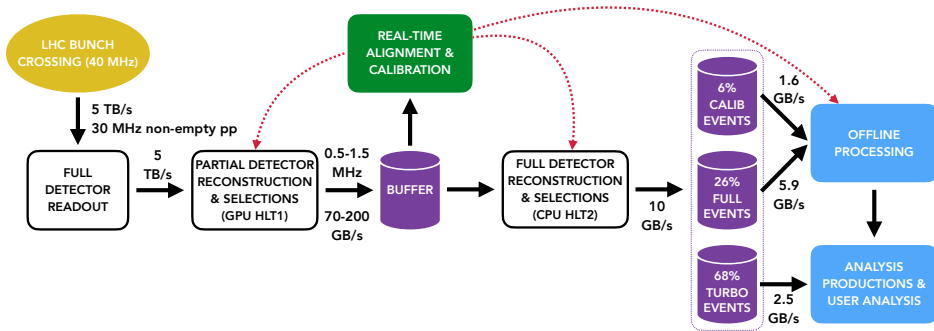 LHC BUNCH
CROSSING (40 MHz)
5 TB/s
30 MHz non-empty pp
FULL
DETECTOR
READOUT
5
TB/s
PARTIAL DETECTOR
RECONSTRUCTION
& SELECTIONS
(GPU HLT1)
0.5-1.5
MHz
70-200
GB/s
REAL-TIME
ALIGNMENT &
CALIBRATION
BUFFER
FULL DETECTOR
RECONSTRUCTION
& SELECTIONS
(CPU HLT2)
10
GB/s
6%
CALIB
EVENTS
26%
FULL
EVENTS
68%
TURBO
EVENTS
1.6
GB/s
5.9
GB/s
2.5
GB/s
OFFLINE
PROCESSING
ANALYSIS
PRODUCTIONS &
USER ANALYSIS